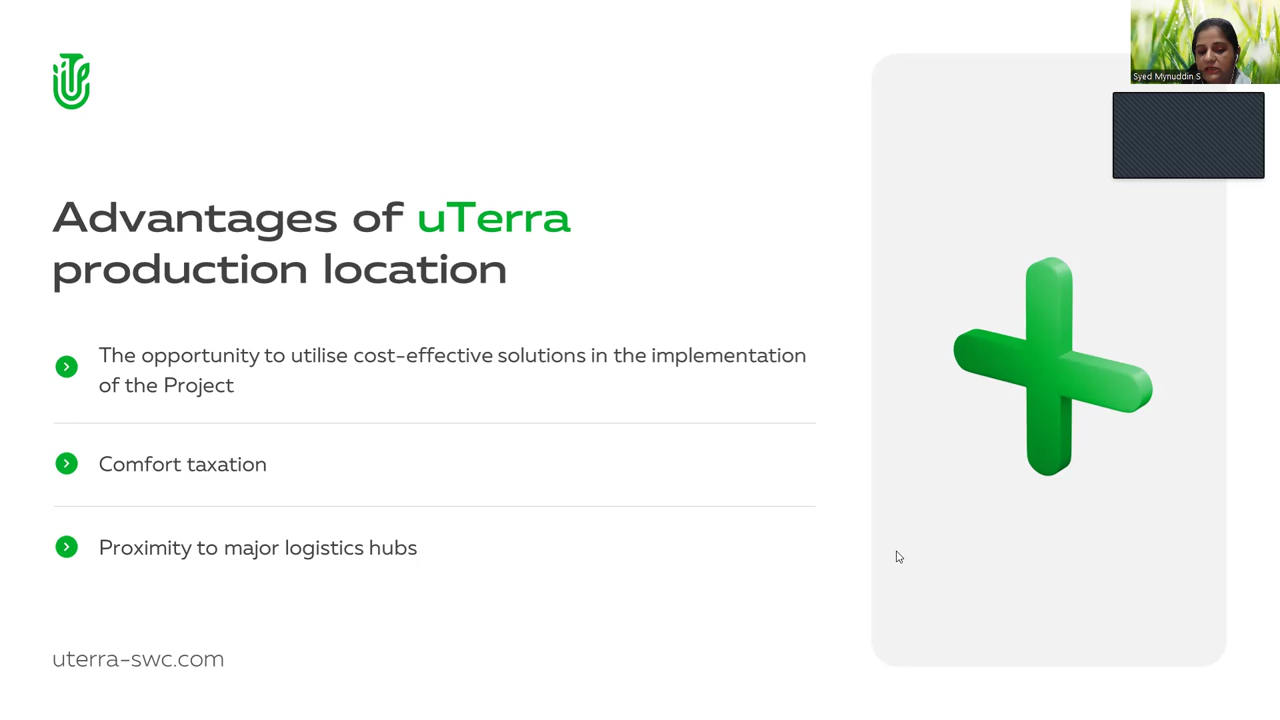 Syed Mynuddin S
Advantages of uTerra
production location
The opportunity to utilise cost-effective solutions in the implementation
of the Project
Comfort taxation
Proximity to major logistics hubs
uterra-swc.com